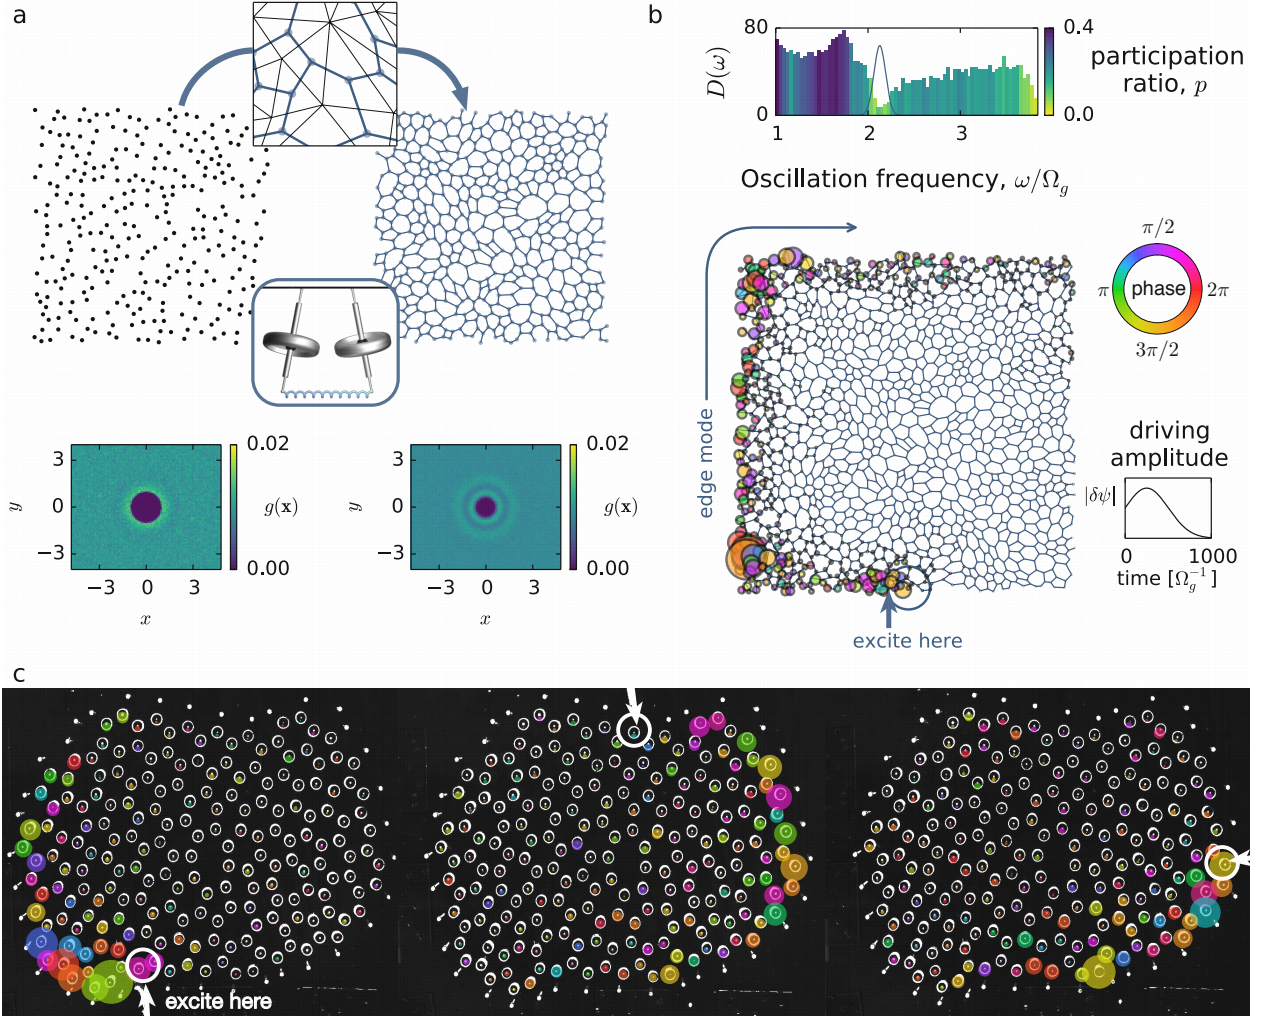 a
b
80
0
D(ω)
1
2
3
0.4
0.0
participation
ratio, p
Oscillation frequency, ω/Ω_g
π/2
π
phase
2π
3π/2
edge mode
driving
amplitude
|δψ|
0
1000
time [Ω_g^{-1}]
excite here
3
0
−3
y
−3
0
3
x
0.02
g(x)
0.00
3
0
−3
y
−3
0
3
x
0.02
g(x)
0.00
c
excite here